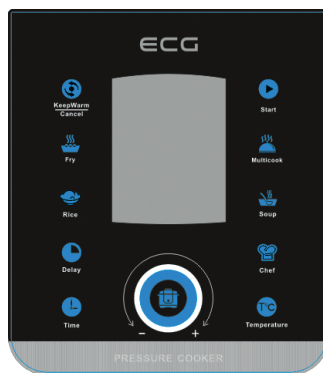 ECG
KeepWarm
Cancel
Start
Fry
Multicook
Rice
Soup
Delay
Chef
Time
T°C
Temperature
- +
PRESSURE COOKER